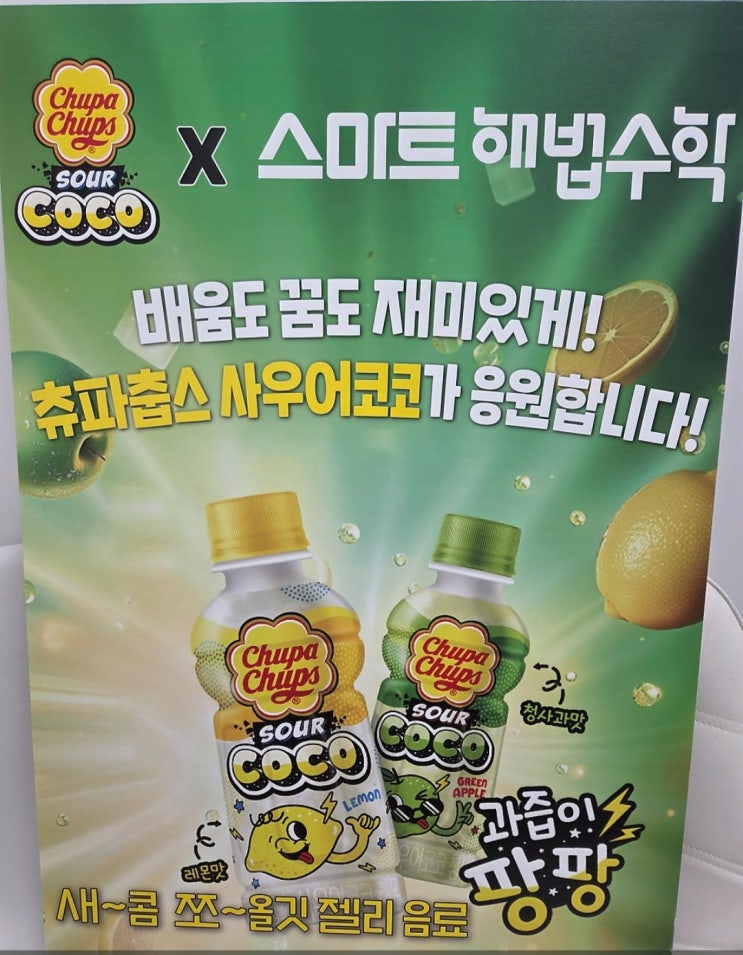 Chupa
Chups
SOUR
COCO
X 스마트 해법수학
배움도 꿈도 재미있게!
츄파춥스 사우어코코가 응원합니다!
Chupa
Chups
SOUR
COCO
LEMON
레몬맛
Chupa
Chups
SOUR
COCO
GREEN
APPLE
청사과맛
과즙이
팡팡
새~콤 쪼~올깃 젤리 음료